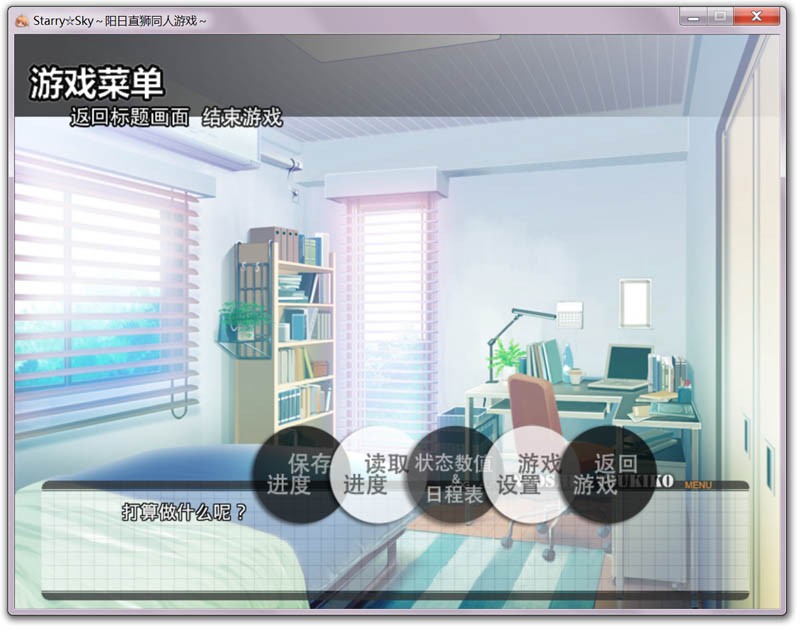 Starry☆Sky～阳日直狮同人游戏～
游戏菜单
返回标题画面 结束游戏
保存
进度
读取
进度
状态数值
&
日程表
游戏
设置
返回
游戏
MENU
打算做什么呢？